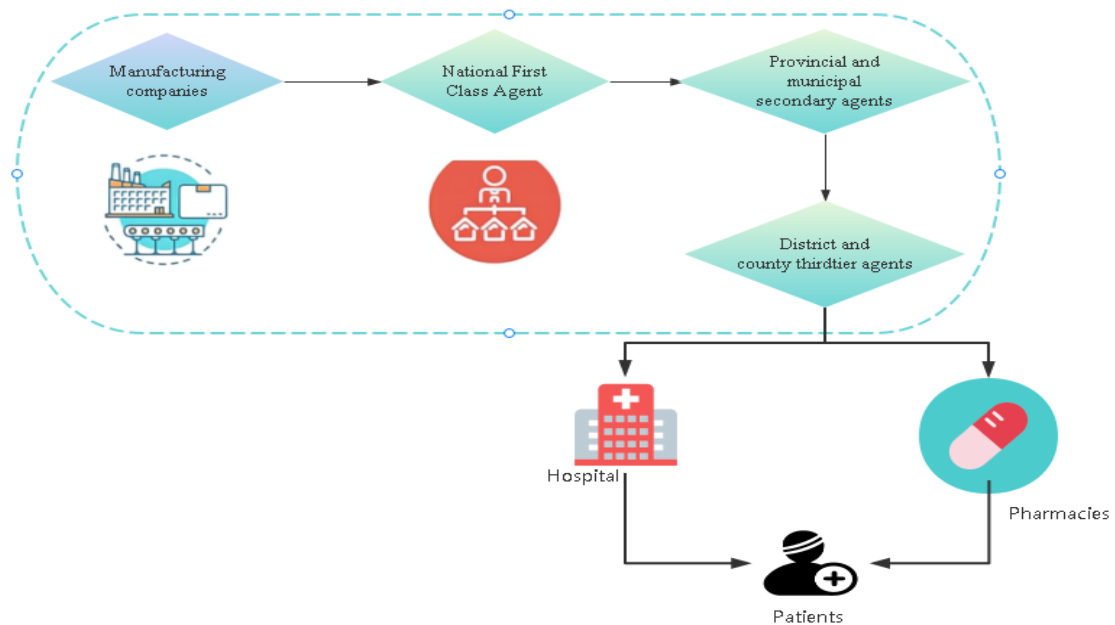 Manufacturing
companies
National First
Class Agent
Provincial and
municipal
secondary agents
District and
county thirdtier agents
Hospital
Pharmacies
Patients